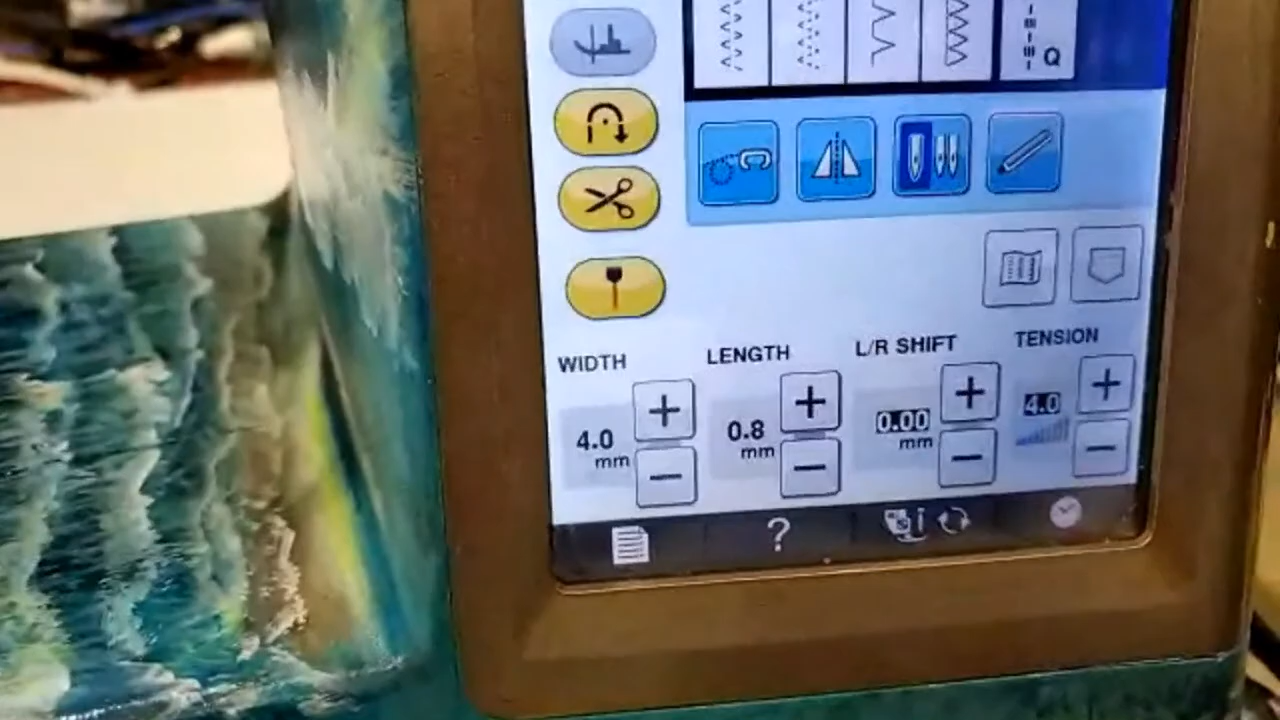 Q
WIDTH LENGTH L/R SHIFT TENSION
4.0 mm 0.8 mm 0.00 mm 4.0
?